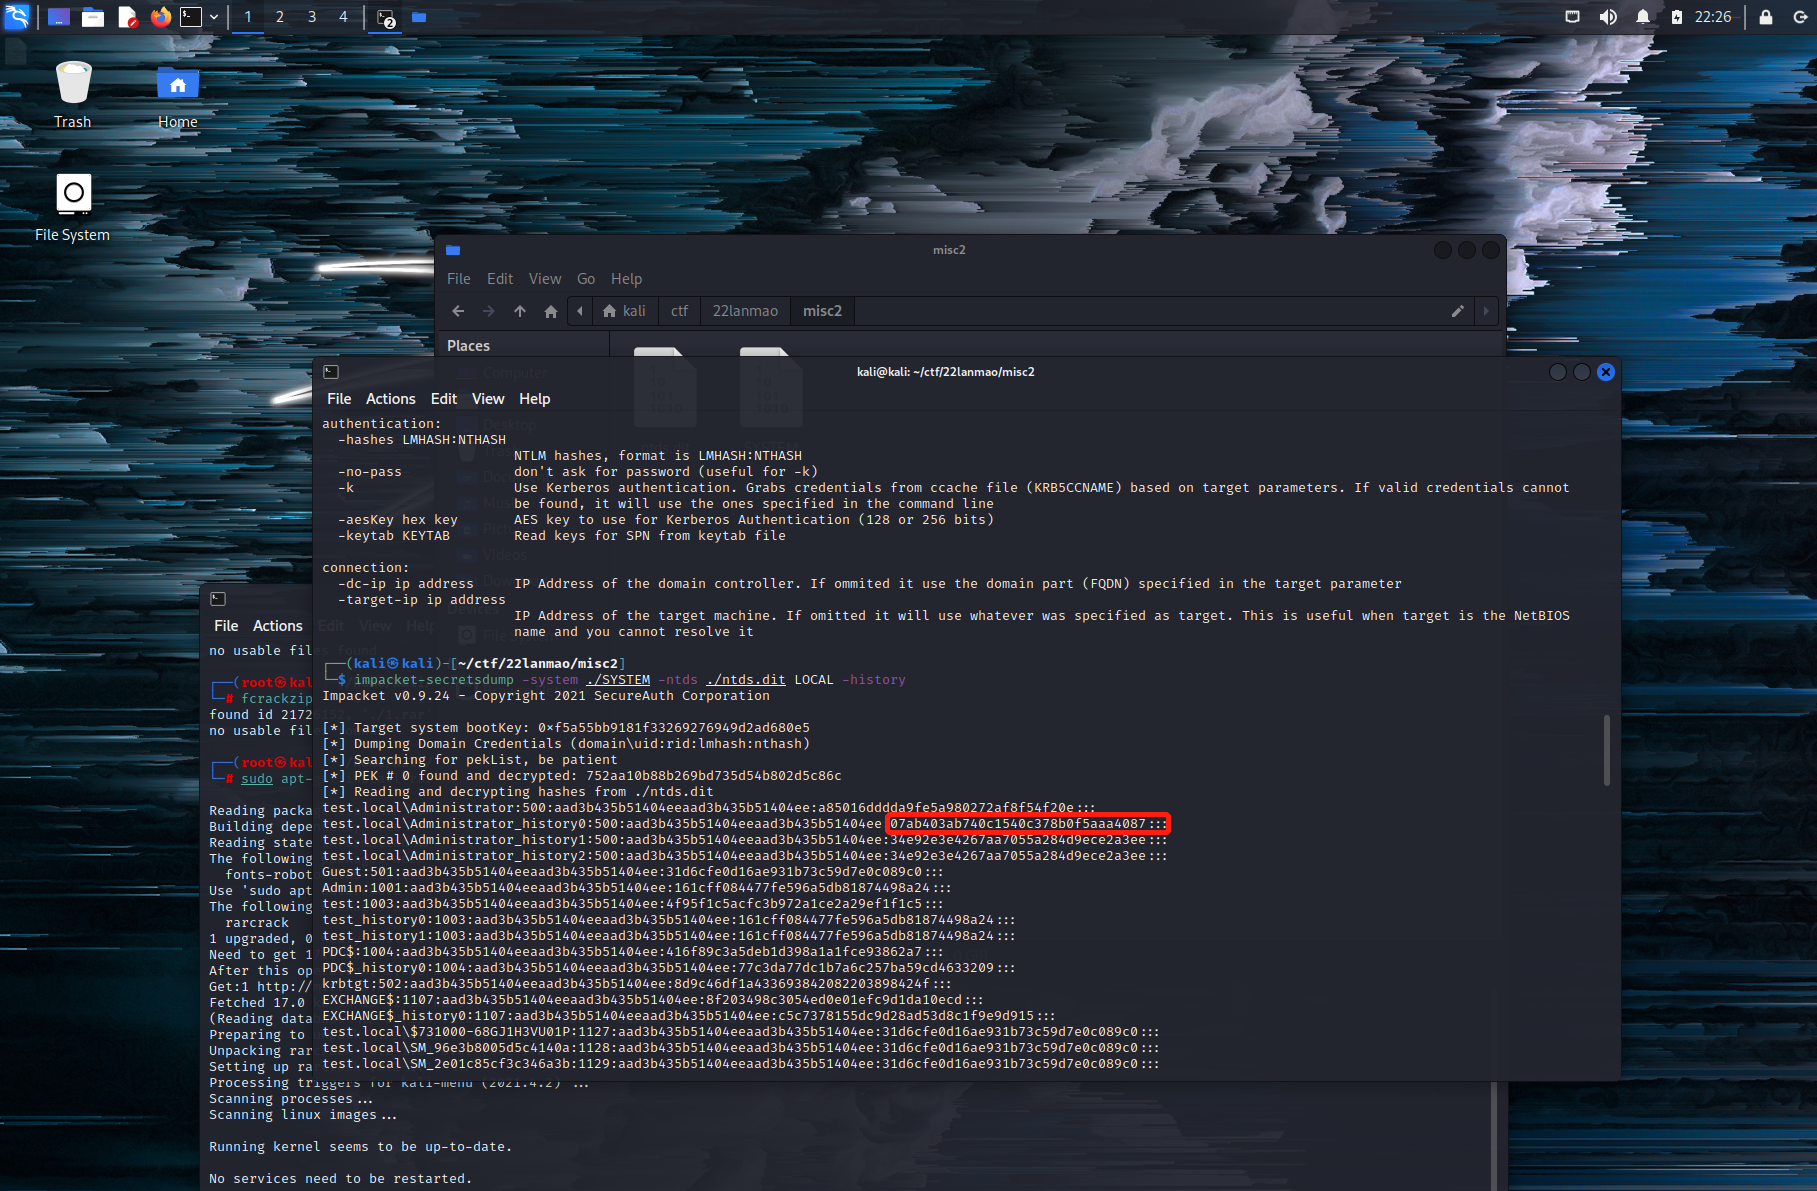 1 2 3 4 2 22:26
Trash
Home
File System
misc2
File Edit View Go Help
kali ctf 22lanmao misc2
Places
kali@kali: ~/ctf/22lanmao/misc2
File Actions Edit View Help
authentication:
-hashes LMHASH:NTHASH
NTLM hashes, format is LMHASH:NTHASH
-no-pass don't ask for password (useful for -k)
-k Use Kerberos authentication. Grabs credentials from ccache file (KRB5CCNAME) based on target parameters. If valid credentials cannot
be found, it will use the ones specified in the command line
-aesKey hex key AES key to use for Kerberos Authentication (128 or 256 bits)
-keytab KEYTAB Read keys for SPN from keytab file
connection:
-dc-ip ip address IP Address of the domain controller. If ommited it use the domain part (FQDN) specified in the target parameter
-target-ip ip address
IP Address of the target machine. If omitted it will use whatever was specified as target. This is useful when target is the NetBIOS
name and you cannot resolve it
(kali㉿kali)-[~/ctf/22lanmao/misc2]
$ impacket-secretsdump -system ./SYSTEM -ntds ./ntds.dit LOCAL -history
Impacket v0.9.24 - Copyright 2021 SecureAuth Corporation
[*] Target system bootKey: 0×f5a55bb9181f33269276949d2ad680e5
[*] Dumping Domain Credentials (domain\uid:rid:lmhash:nthash)
[*] Searching for pekList, be patient
[*] PEK # 0 found and decrypted: 752aa10b88b269bd735d54b802d5c86c
[*] Reading and decrypting hashes from ./ntds.dit
test.local\Administrator:500:aad3b435b51404eeaad3b435b51404ee:a85016dddda9fe5a980272af8f54f20e:::
test.local\Administrator_history0:500:aad3b435b51404eeaad3b435b51404ee:07ab403ab740c1540c378b0f5aaa4087:::
test.local\Administrator_history1:500:aad3b435b51404eeaad3b435b51404ee:34e92e3e4267aa7055a284d9ece2a3ee:::
test.local\Administrator_history2:500:aad3b435b51404eeaad3b435b51404ee:34e92e3e4267aa7055a284d9ece2a3ee:::
Guest:501:aad3b435b51404eeaad3b435b51404ee:31d6cfe0d16ae931b73c59d7e0c089c0:::
Admin:1001:aad3b435b51404eeaad3b435b51404ee:161cff084477fe596a5db81874498a24:::
test:1003:aad3b435b51404eeaad3b435b51404ee:4f95f1c5acfc3b972a1ce2a29ef1f1c5:::
test_history0:1003:aad3b435b51404eeaad3b435b51404ee:161cff084477fe596a5db81874498a24:::
test_history1:1003:aad3b435b51404eeaad3b435b51404ee:161cff084477fe596a5db81874498a24:::
PDC$:1004:aad3b435b51404eeaad3b435b51404ee:416f89c3a5deb1d398a1a1fce93862a7:::
PDC$_history0:1004:aad3b435b51404eeaad3b435b51404ee:77c3da77dc1b7a6c257ba59cd4633209:::
krbtgt:502:aad3b435b51404eeaad3b435b51404ee:8d9c46df1a433693842082203898424f:::
EXCHANGE$:1107:aad3b435b51404eeaad3b435b51404ee:8f203498c3054ed0e01efc9d1da10ecd:::
EXCHANGE$_history0:1107:aad3b435b51404eeaad3b435b51404ee:c5c7378155dc9d28ad53d8c1f9e9d915:::
test.local\$731000-68GJ1H3VU01P:1127:aad3b435b51404eeaad3b435b51404ee:31d6cfe0d16ae931b73c59d7e0c089c0:::
test.local\SM_96e3b8005d5c4140a:1128:aad3b435b51404eeaad3b435b51404ee:31d6cfe0d16ae931b73c59d7e0c089c0:::
test.local\SM_2e01c85cf3c346a3b:1129:aad3b435b51404eeaad3b435b51404ee:31d6cfe0d16ae931b73c59d7e0c089c0:::
File Actions Edit View Help
no usable files found
(root㉿kal
# fcrackzip
found id 2172
no usable fil
(root㉿kal
# sudo apt-
Reading packa
Building depe
Reading state
The following
fonts-robot
Use 'sudo apt
The following
rarcrack
1 upgraded, 0
Need to get 1
After this op
Get:1 http://
Fetched 17.0
(Reading data
Preparing to
Unpacking rar
Setting up ra
Processing triggers for kali-menu (2021.4.2) ...
Scanning processes...
Scanning linux images...
Running kernel seems to be up-to-date.
No services need to be restarted.